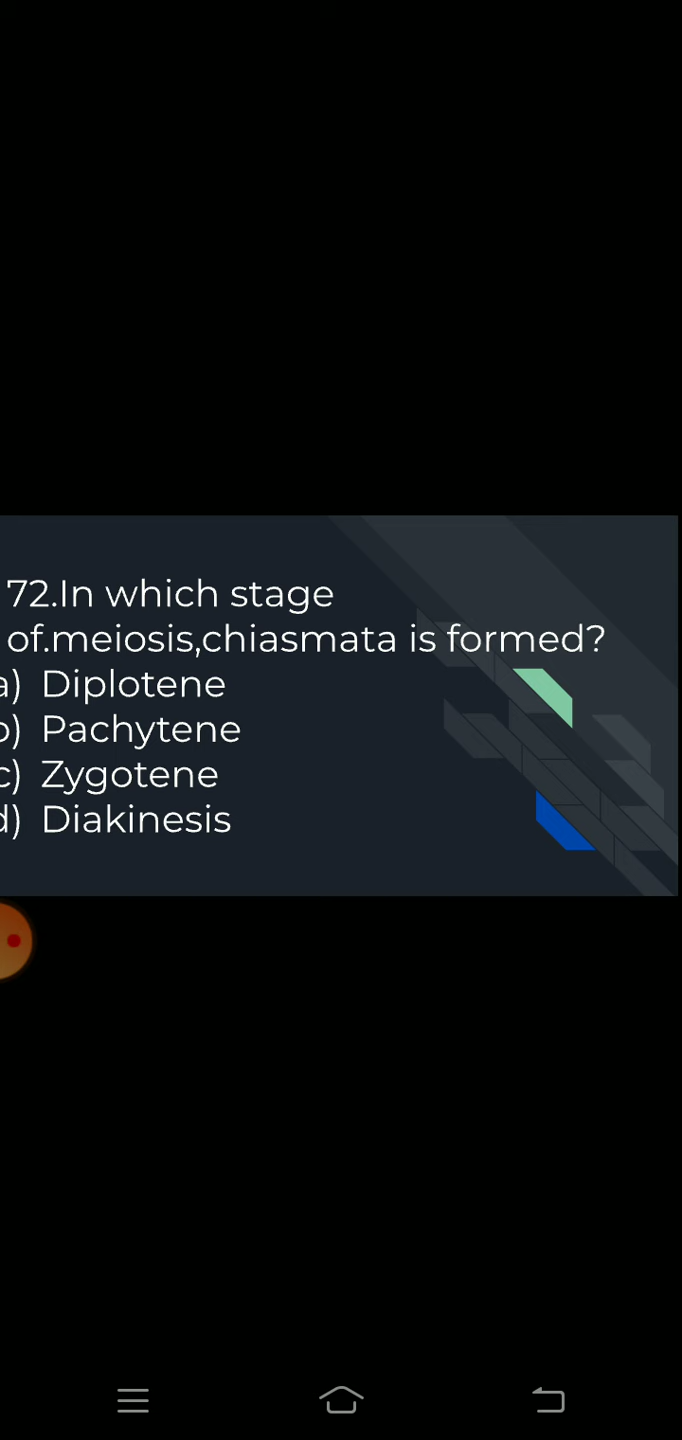 72.In which stage
of.meiosis,chiasmata is formed?
a) Diplotene
b) Pachytene
c) Zygotene
d) Diakinesis